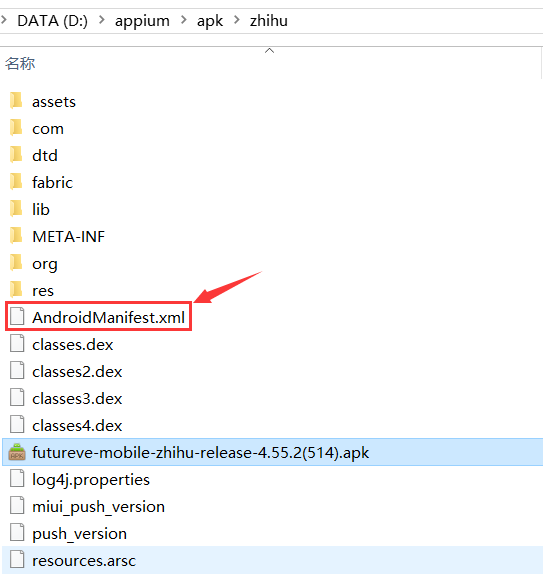 DATA (D:) > appium > apk > zhihu
名称
assets
com
dtd
fabric
lib
META-INF
org
res
AndroidManifest.xml
classes.dex
classes2.dex
classes3.dex
classes4.dex
futureve-mobile-zhihu-release-4.55.2(514).apk
log4j.properties
miui_push_version
push_version
resources.arsc